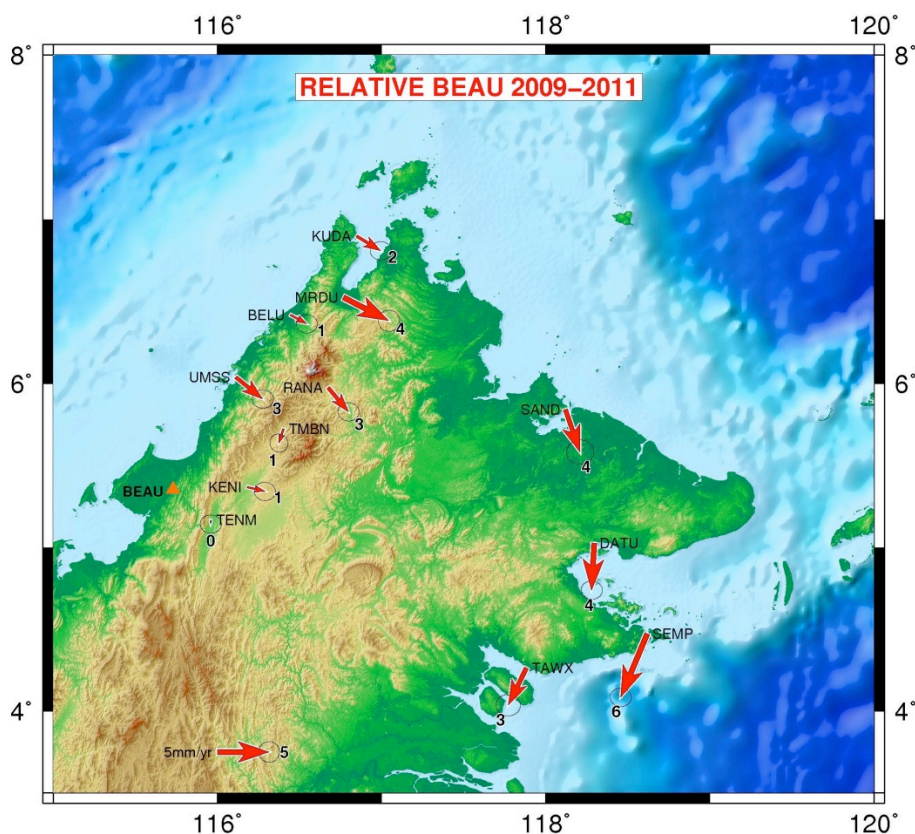 116° 118° 120°
8°
RELATIVE BEAU 2009–2011
KUDA
2
MRDU
4
BELU
1
6° 6°
UMSS
3
RANA
3
SAND
4
TMBN
1
BEAU
KENI
1
TENM
0
DATU
4
SEMP
6
TAWX
3
4° 4°
5mm/yr 5
116° 118° 120°